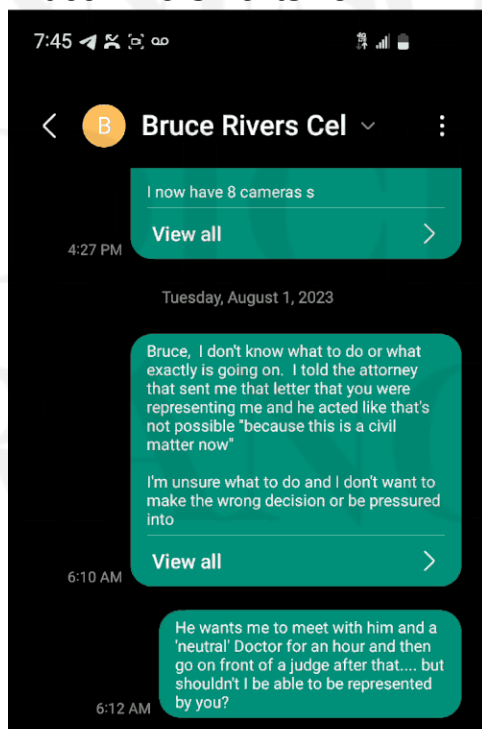 7:45
B Bruce Rivers Cel
I now have 8 cameras s
View all
4:27 PM
Tuesday, August 1, 2023
Bruce, I don't know what to do or what
exactly is going on. I told the attorney
that sent me that letter that you were
representing me and he acted like that's
not possible "because this is a civil
matter now"
I'm unsure what to do and I don't want to
make the wrong decision or be pressured
into
View all
6:10 AM
He wants me to meet with him and a
'neutral' Doctor for an hour and then
go on front of a judge after that.... but
shouldn't I be able to be represented
by you?
6:12 AM